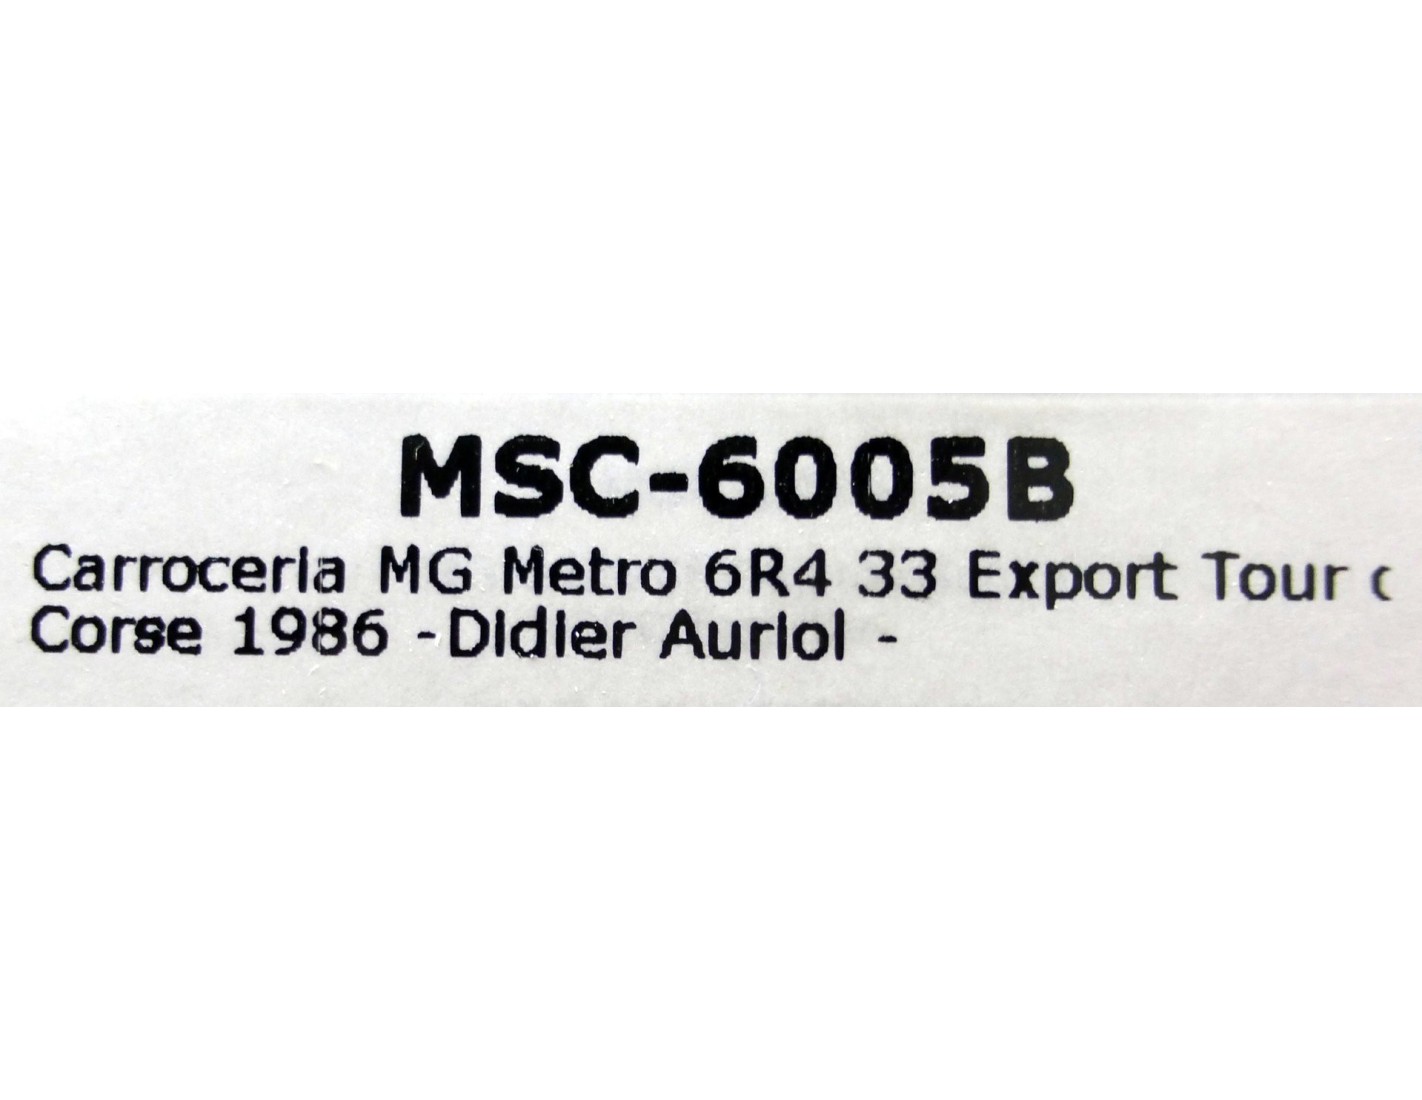 MSC-6005B
Carroceria MG Metro 6R4 33 Export Tour
Corse 1986 -Didier Auriol -